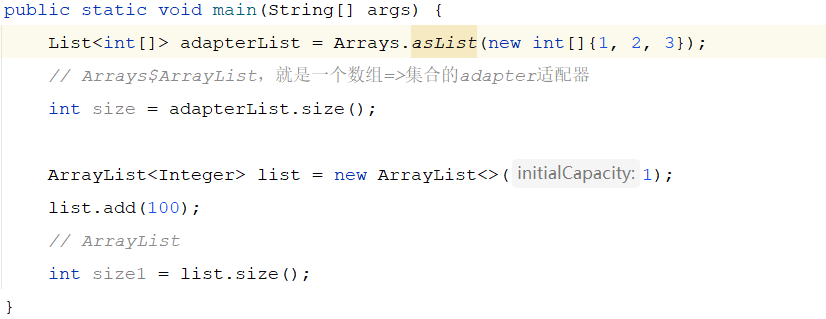 public static void main(String[] args) {
    List<int[]> adapterList = Arrays.asList(new int[]{1, 2, 3});
    // Arrays$ArrayList，就是一个数组=>集合的adapter适配器
    int size = adapterList.size();

    ArrayList<Integer> list = new ArrayList<>( initialCapacity: 1);
    list.add(100);
    // ArrayList
    int size1 = list.size();
}